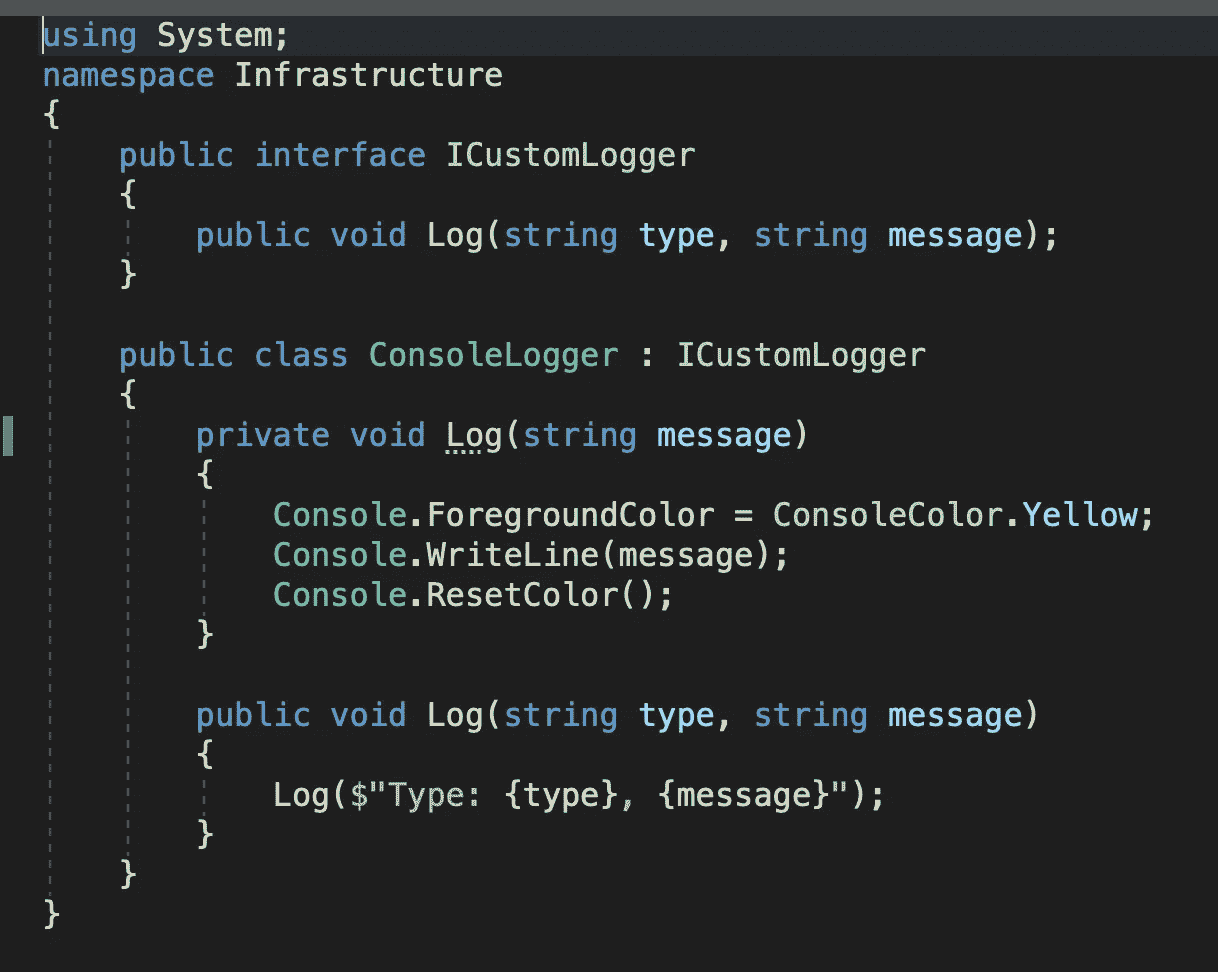 using System;
namespace Infrastructure
{
    public interface ICustomLogger
    {
        public void Log(string type, string message);
    }

    public class ConsoleLogger : ICustomLogger
    {
        private void Log(string message)
        {
            Console.ForegroundColor = ConsoleColor.Yellow;
            Console.WriteLine(message);
            Console.ResetColor();
        }

        public void Log(string type, string message)
        {
            Log($"Type: {type}, {message}");
        }
    }
}